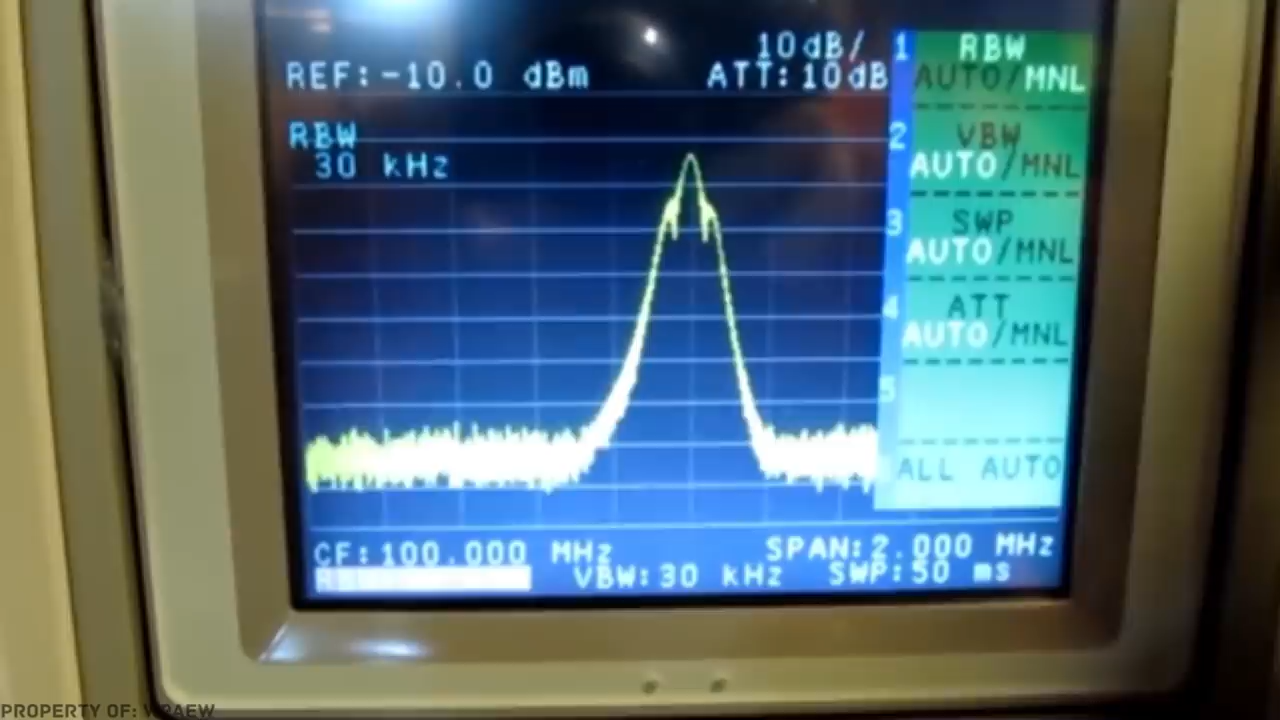 10dB/ 1 RBW
REF:-10.0 dBm ATT:10dB AUTO/MNL
RBW 2 VBW
30 kHz AUTO/MNL
3 SWP
AUTO/MNL
4 ATT
AUTO/MNL
5
ALL AUTO
CF:100.000 MHz SPAN:2.000 MHz
VBW:30 kHz SWP:50 ms
PROPERTY OF: